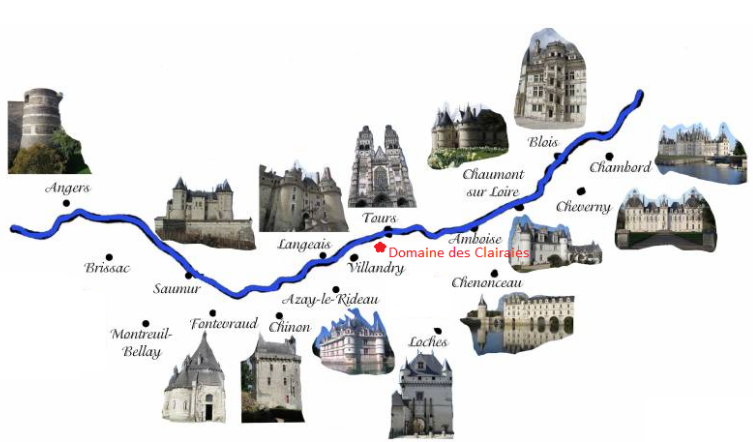 Blois
Chambord
Chaumont
sur Loire
Angers
Cheverny
Tours
Amboise
Langeais
Domaine des Clairaies
Brissac
Villandry
Saumur
Chenonceau
Azay-le-Rideau
Fontevraud
Chinon
Montreuil-
Bellay
Loches